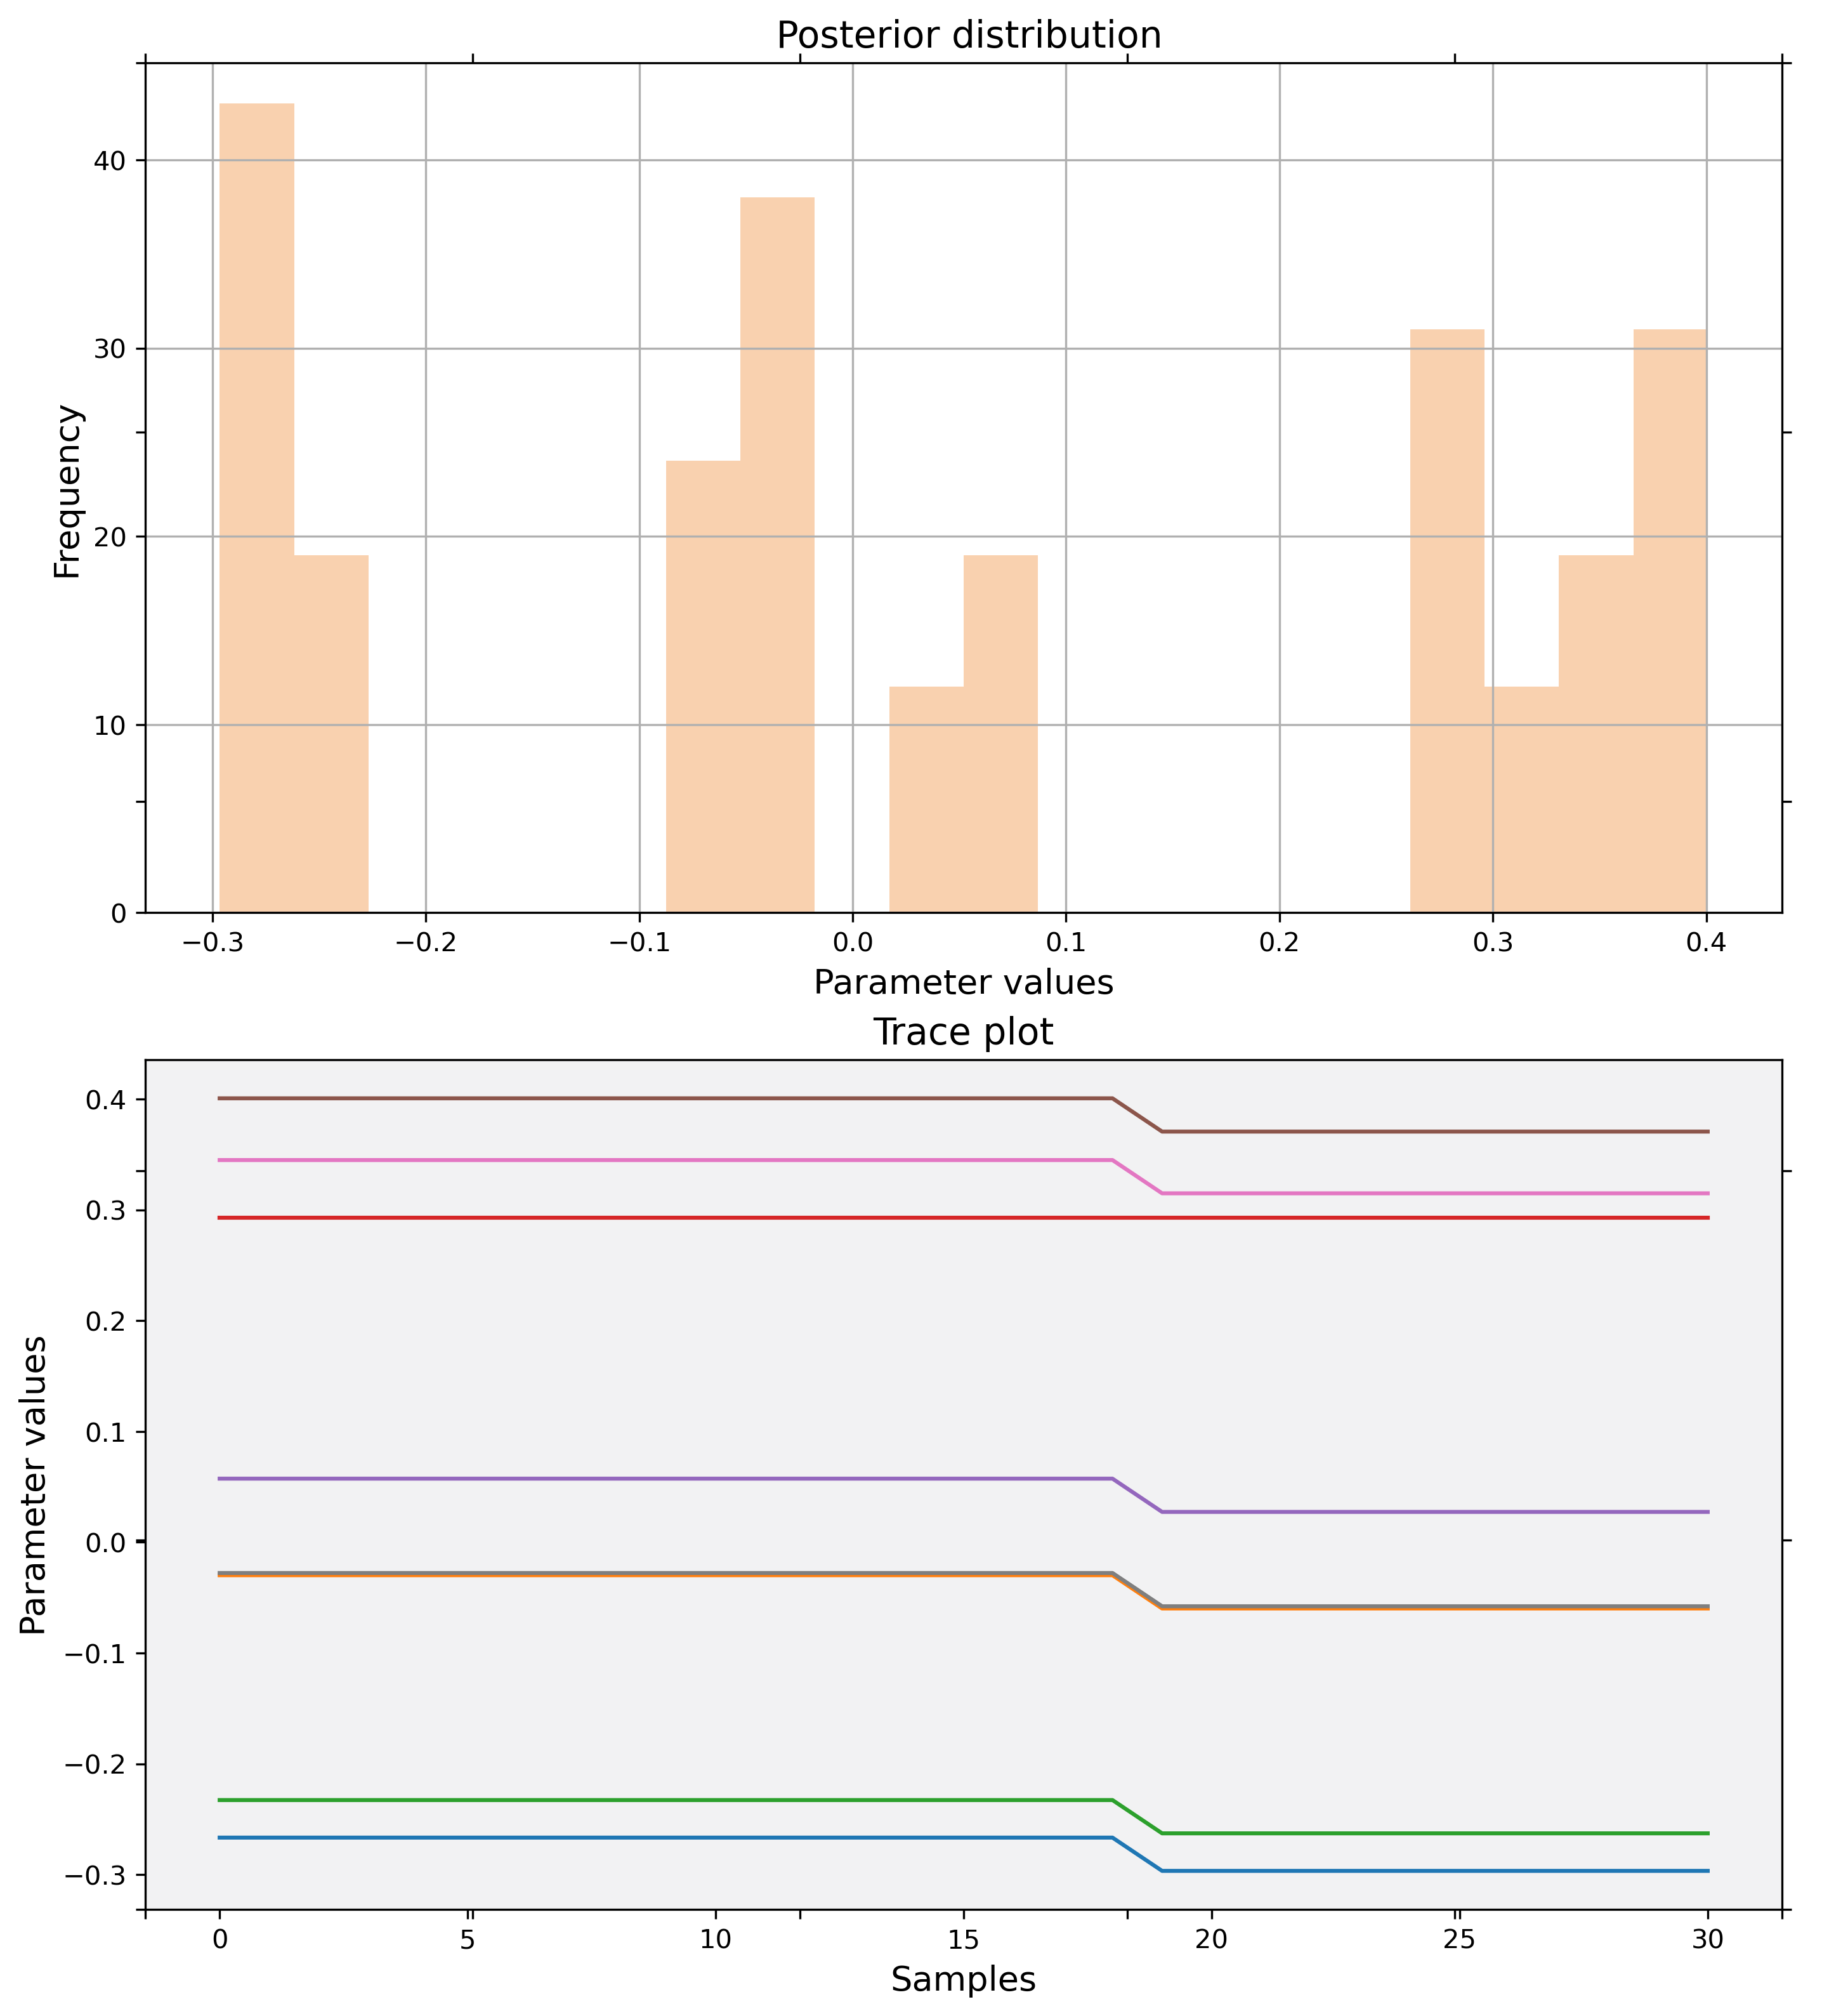 Posterior distribution
Frequency
40
30
20
10
0
−0.3 −0.2 −0.1 0.0 0.1 0.2 0.3 0.4
Parameter values
Trace plot
Parameter values
0.4
0.3
0.2
0.1
0.0
−0.1
−0.2
−0.3
0 5 10 15 20 25 30
Samples